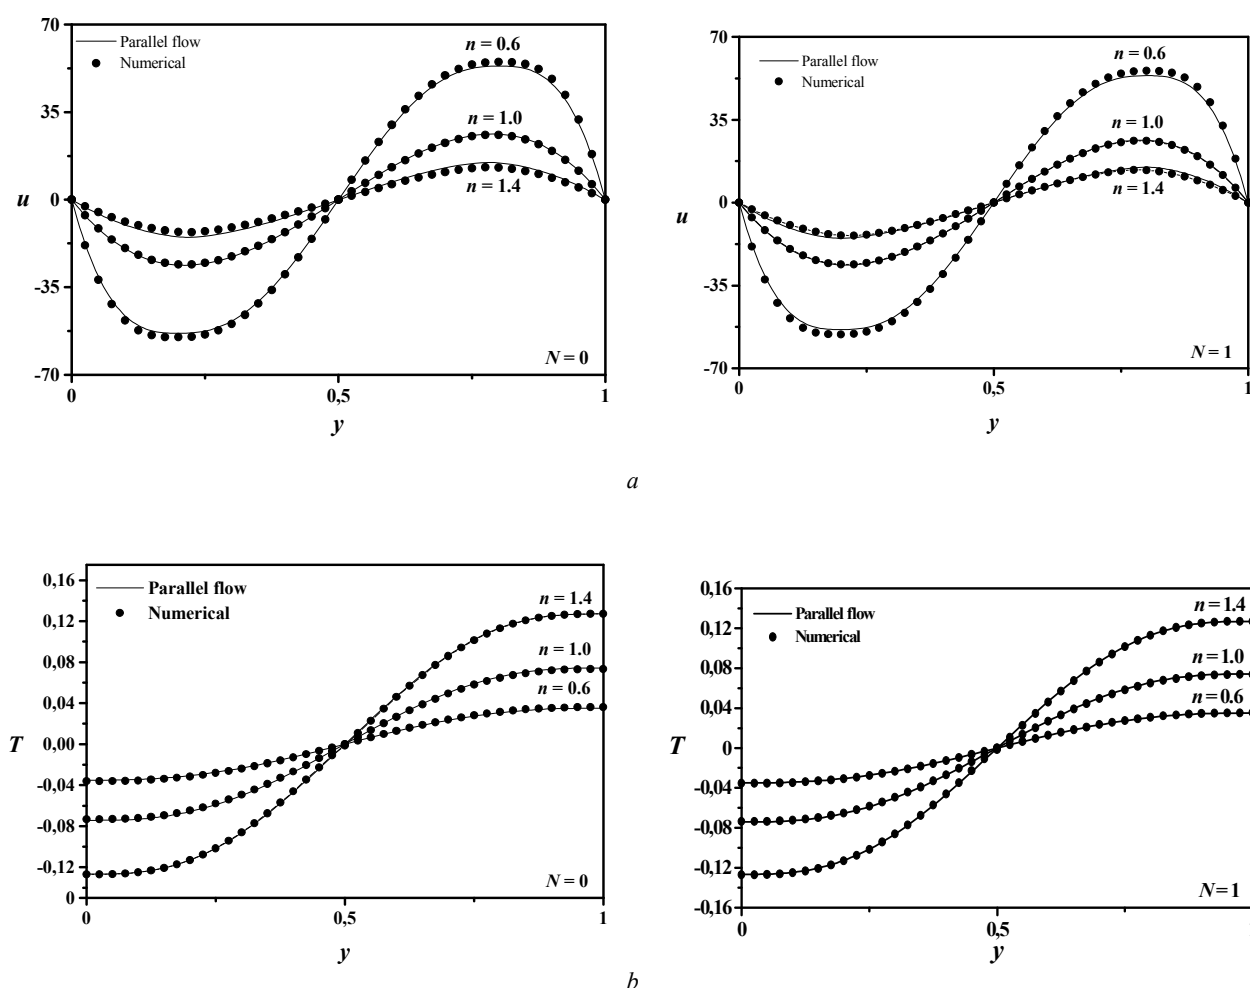 70
Parallel flow
Numerical
n = 0.6
35
n = 1.0
u
0
n = 1.4
-35
N = 0
-70
0
0,5
1
y
70
Parallel flow
Numerical
n = 0.6
35
n = 1.0
u
0
n = 1.4
-35
N = 1
-70
0
0,5
1
y
a
0,16
Parallel flow
Numerical
n = 1.4
0,12
0,08
n = 1.0
0,04
n = 0.6
T
0,00
-0,04
-0,08
-0,12
N = 0
0
0
0,5
1
y
0,16
Parallel flow
Numerical
n = 1.4
0,12
0,08
n = 1.0
0,04
n = 0.6
T
0
-0,04
-0,08
-0,12
N = 1
-0,16
0
0,5
y
b